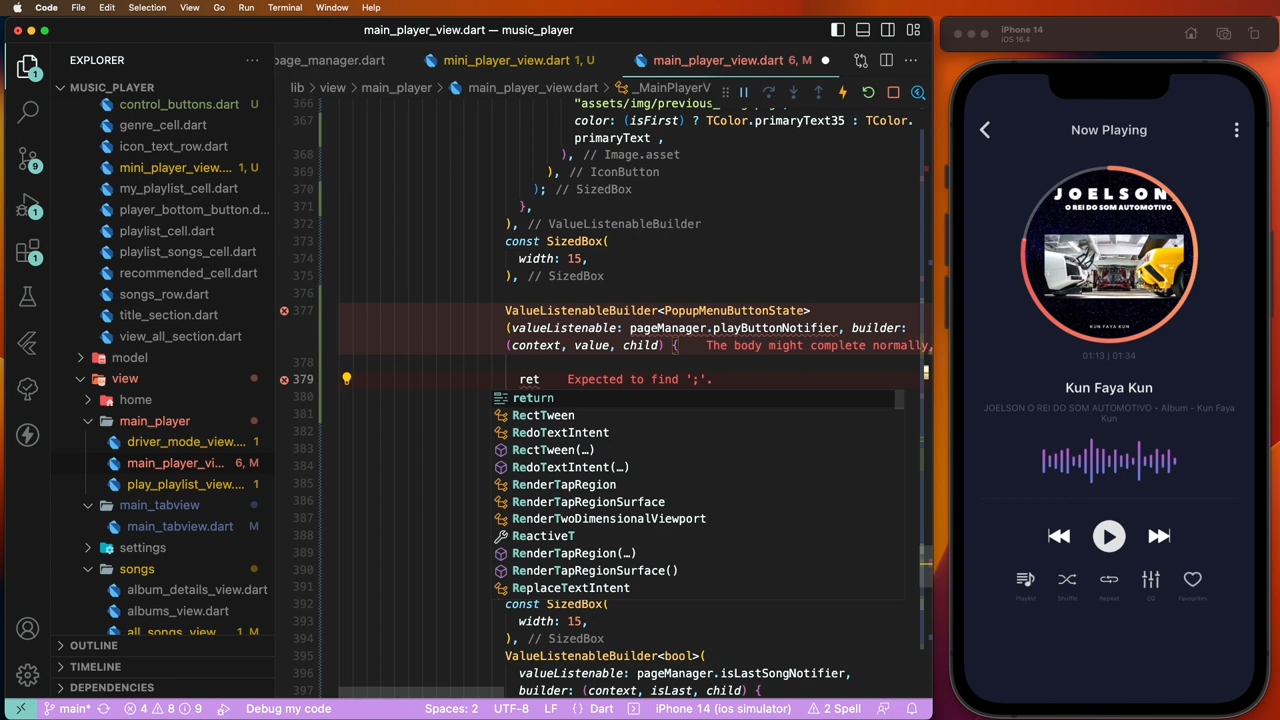 Code File Edit Selection View Go Run Terminal Window Help
main_player_view.dart — music_player
EXPLORER
MUSIC_PLAYER
control_buttons.dart U
genre_cell.dart
icon_text_row.dart
mini_player_view.... 1, U
my_playlist_cell.dart
player_bottom_button.d...
playlist_cell.dart
playlist_songs_cell.dart
recommended_cell.dart
songs_row.dart
title_section.dart
view_all_section.dart
model
view
home
main_player
driver_mode_view.... 1
main_player_vi... 6, M
play_playlist_view.... 1
main_tabview
main_tabview.dart M
settings
songs
album_details_view.dart
albums_view.dart
all_songs_view... 1, M
OUTLINE
TIMELINE
DEPENDENCIES
1
9
1
1
page_manager.dart
mini_player_view.dart 1, U
main_player_view.dart 6, M
lib > view > main_player > main_player_view.dart > _MainPlayerV
366 "assets/img/previous_
367 color: (isFirst) ? TColor.primaryText35 : TColor.
primaryText ,
368 ), // Image.asset
369 ), // IconButton
370 ); // SizedBox
371 },
372 ), // ValueListenableBuilder
373 const SizedBox(
374 width: 15,
375 ), // SizedBox
376
377 ValueListenableBuilder<PopupMenuButtonState>
(valueListenable: pageManager.playButtonNotifier, builder:
(context, value, child) { The body might complete normally,
378
379 ret Expected to find ';'.
380 return
381 RectTween
382 RedoTextIntent
383 RectTween(…)
384 RedoTextIntent(…)
385 RenderTapRegion
386 RenderTapRegionSurface
387 RenderTwoDimensionalViewport
388 ReactiveT
389 RenderTapRegion(…)
390 RenderTapRegionSurface()
391 ReplaceTextIntent
392 const SizedBox(
393 width: 15,
394 ), // SizedBox
395 ValueListenableBuilder<bool>(
396 valueListenable: pageManager.isLastSongNotifier,
397 builder: (context, isLast, child) {
main* 4 8 9 Debug my code Spaces: 2 UTF-8 LF {} Dart iPhone 14 (ios simulator) 2 Spell
iPhone 14
iOS 16.4
Now Playing
JOELSON
O REI DO SOM AUTOMOTIVO
KUN FAYA KUN
01:13 | 01:34
Kun Faya Kun
JOELSON O REI DO SOM AUTOMOTIVO - Album - Kun Faya
Kun
Playlist Shuffle Repeat EQ Favourites